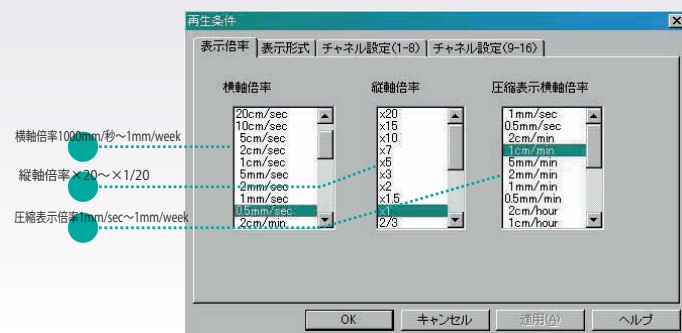 再生条件
表示倍率 表示形式 チャネル設定(1-8) チャネル設定(9-16)
横軸倍率 縦軸倍率 圧縮表示横軸倍率
20cm/sec x20 1mm/sec
10cm/sec x15 0.5mm/sec
5cm/sec x10 2cm/min
2cm/sec x7 1cm/min
1cm/sec x5 5mm/min
5mm/sec x3 2mm/min
2mm/sec x2 1mm/min
1mm/sec x1.5 0.5mm/min
0.5mm/sec x1 2cm/hour
2cm/min 2/3 1cm/hour
横軸倍率1000mm/秒～1mm/week
縦軸倍率×20～×1/20
圧縮表示倍率1mm/sec～1mm/week
OK キャンセル 適用(A) ヘルプ